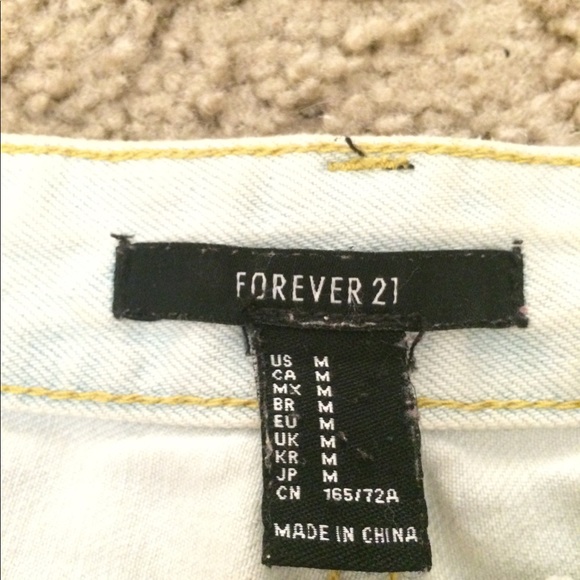 FOREVER 21
US M
CA M
MX M
BR M
EU M
UK M
KR M
JP M
CN 165/72A
MADE IN CHINA